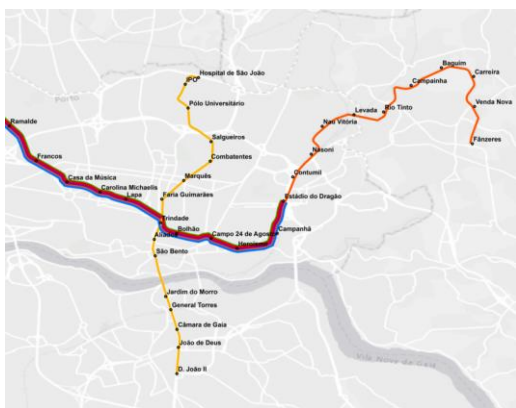 Baguim
Hospital de São João
IPO
Carreira
Campainha
Porto
Pólo Universitário
Levada
Rio Tinto
Venda Nova
Ramalde
Nau Vitória
Salgueiros
Fânzeres
Nasoni
Francos
Combatentes
Contumil
Casa da Música
Marquês
Carolina Michaelis
Lapa
Faria Guimarães
Estádio do Dragão
Trindade
Bolhão
Campo 24 de Agosto
Campanhã
Aliados
Heroísmo
São Bento
Jardim do Morro
General Torres
Câmara de Gaia
João de Deus
Vila Nova de Gaia
D. João II